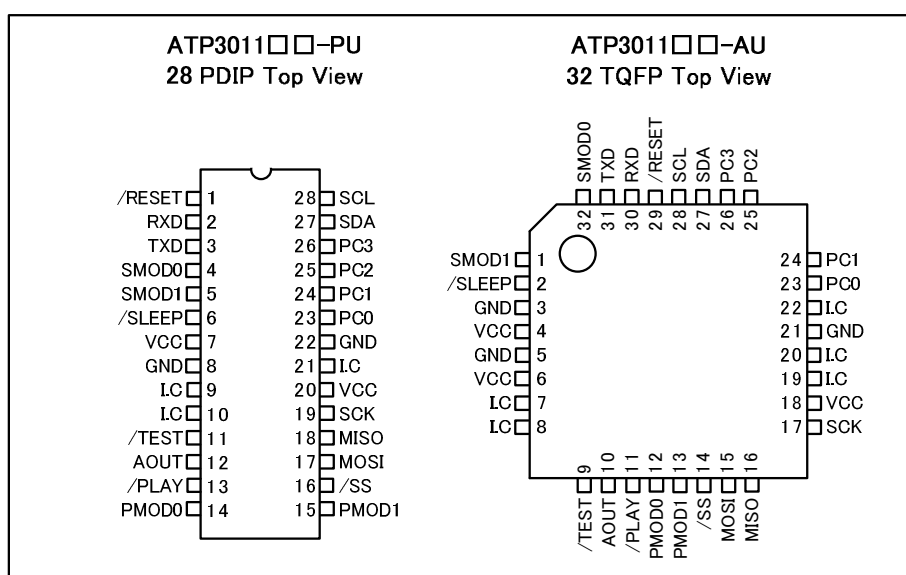 ATP3011□□-PU
28 PDIP Top View
/RESET 1 28 SCL
RXD 2 27 SDA
TXD 3 26 PC3
SMOD0 4 25 PC2
SMOD1 5 24 PC1
/SLEEP 6 23 PC0
VCC 7 22 GND
GND 8 21 I.C
I.C 9 20 VCC
I.C 10 19 SCK
/TEST 11 18 MISO
AOUT 12 17 MOSI
/PLAY 13 16 /SS
PMOD0 14 15 PMOD1
ATP3011□□-AU
32 TQFP Top View
SMOD0 TXD RXD /RESET SCL SDA PC3 PC2
32 31 30 29 28 27 26 25
SMOD1 1 24 PC1
/SLEEP 2 23 PC0
GND 3 22 I.C
VCC 4 21 GND
GND 5 20 I.C
VCC 6 19 I.C
I.C 7 18 VCC
I.C 8 17 SCK
9 10 11 12 13 14 15 16
/TEST AOUT /PLAY PMOD0 PMOD1 /SS MOSI MISO